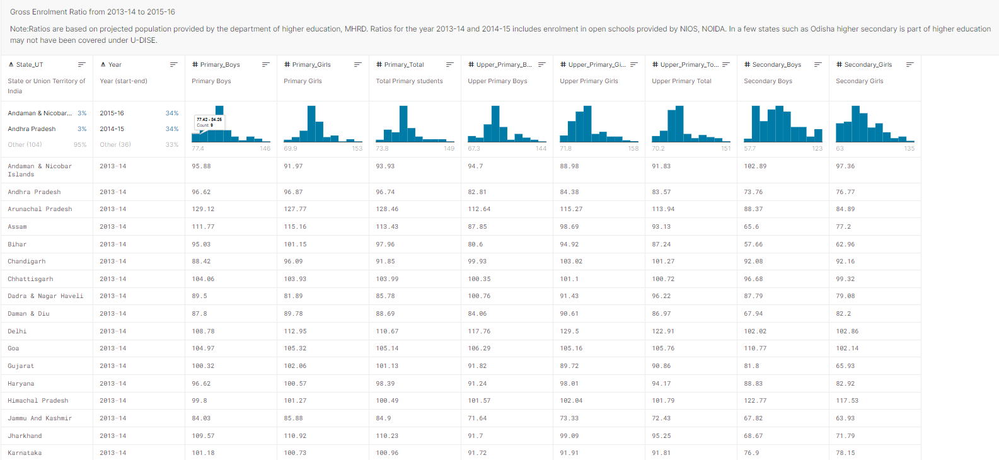 Gross Enrolment Ratio from 2013-14 to 2015-16
Note:Ratios are based on projected population provided by the department of higher education, MHRD. Ratios for the year 2013-14 and 2014-15 includes enrolment in open schools provided by NIOS, NOIDA. In a few states such as Odisha higher secondary is part of higher education
may not have been covered under U-DISE.
State_UT Year Primary_Boys Primary_Girls Primary_Total Upper_Primary_B... Upper_Primary_Gi... Upper_Primary_To... Secondary_Boys Secondary_Girls
State or Union Territory of Year (start-end) Primary Boys Primary Girls Total Primary students Upper Primary Boys Upper Primary Girls Upper Primary Total Secondary Boys Secondary Girls
India
Andaman & Nicobar... 3% 2015-16 34%
77.42 - 84.26
Count: 9
Andhra Pradesh 3% 2014-15 34%
Other (104) 95% Other (36) 33%
77.4 146 69.9 153 73.8 149 67.3 144 71.8 158 70.2 151 57.7 123 63 135
Andaman & Nicobar 2013-14 95.88 91.97 93.93 94.7 88.98 91.83 102.89 97.36
Islands
Andhra Pradesh 2013-14 96.62 96.87 96.74 82.81 84.38 83.57 73.76 76.77
Arunachal Pradesh 2013-14 129.12 127.77 128.46 112.64 115.27 113.94 88.37 84.89
Assam 2013-14 111.77 115.16 113.43 87.85 98.69 93.13 65.6 77.2
Bihar 2013-14 95.03 101.15 97.96 80.6 94.92 87.24 57.66 62.96
Chandigarh 2013-14 88.42 96.09 91.85 99.93 103.02 101.27 92.08 92.16
Chhattisgarh 2013-14 104.06 103.93 103.99 100.35 101.1 100.72 96.68 99.32
Dadra & Nagar Haveli 2013-14 89.5 81.89 85.78 100.76 91.43 96.22 87.79 79.08
Daman & Diu 2013-14 87.8 89.78 88.69 84.06 90.61 86.97 67.94 82.2
Delhi 2013-14 108.78 112.95 110.67 117.76 129.5 122.91 102.02 102.86
Goa 2013-14 104.97 105.32 105.14 106.29 105.16 105.76 110.77 102.14
Gujarat 2013-14 100.32 102.06 101.13 91.82 89.72 90.86 81.8 65.93
Haryana 2013-14 96.62 100.57 98.39 91.24 98.01 94.17 88.83 82.92
Himachal Pradesh 2013-14 99.8 101.27 100.49 101.57 102.04 101.79 122.77 117.53
Jammu And Kashmir 2013-14 84.03 85.88 84.9 71.64 73.33 72.43 67.82 63.93
Jharkhand 2013-14 109.57 110.92 110.23 91.7 99.09 95.25 68.67 71.79
Karnataka 2013-14 101.18 100.73 100.96 91.72 91.91 91.81 76.9 78.15